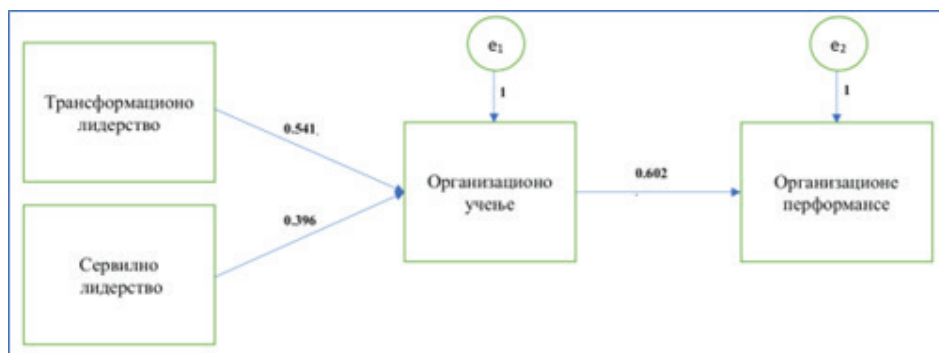 e₁
e₂
1
1
Трансформационо
лидерство
0.541
Организационо
учење
0.602
Организационе
перформансе
0.396
Сервилно
лидерство